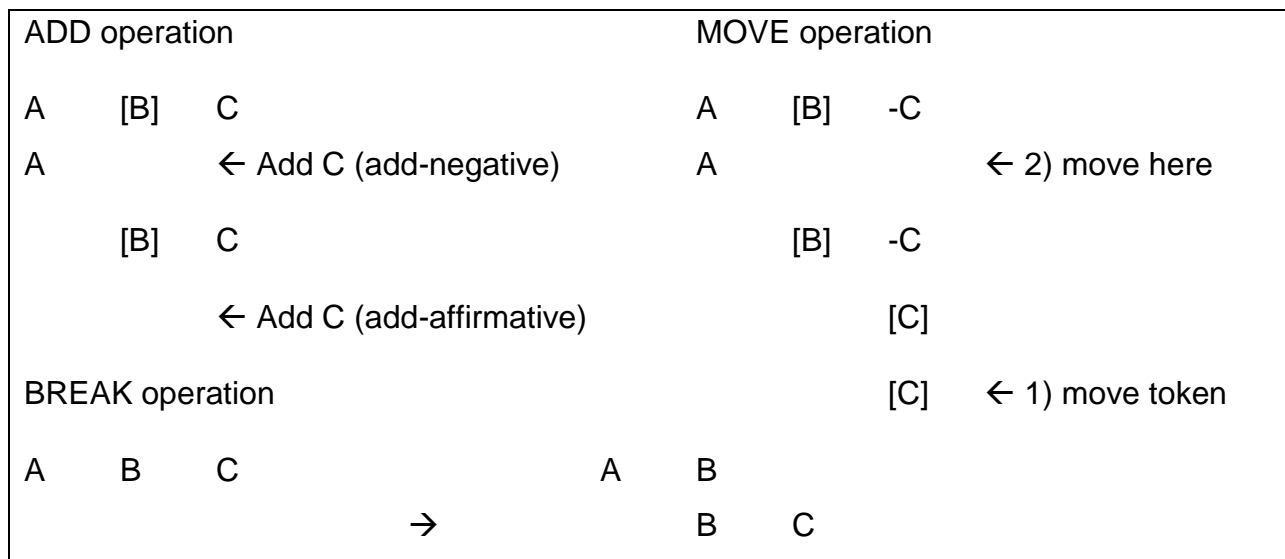 ADD operation MOVE operation
A [B] C A [B] -C
A ← Add C (add-negative) A ← 2) move here
[B] C [B] -C
← Add C (add-affirmative) [C]
BREAK operation [C] ← 1) move token
A B C A B
→ B C